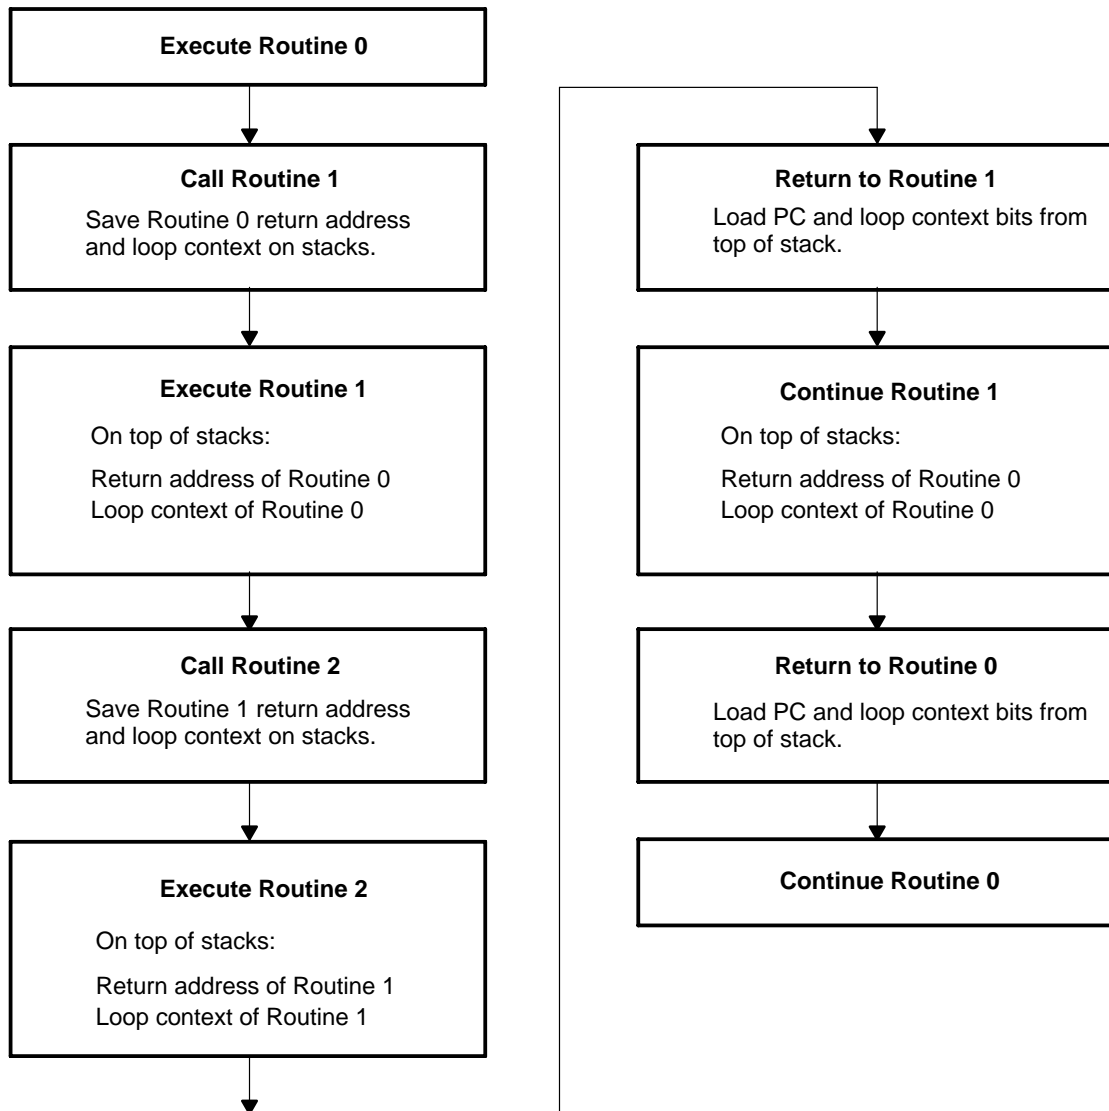 Execute Routine 0
Call Routine 1
Save Routine 0 return address
and loop context on stacks.
Execute Routine 1
On top of stacks:
Return address of Routine 0
Loop context of Routine 0
Call Routine 2
Save Routine 1 return address
and loop context on stacks.
Execute Routine 2
On top of stacks:
Return address of Routine 1
Loop context of Routine 1
Return to Routine 1
Load PC and loop context bits from
top of stack.
Continue Routine 1
On top of stacks:
Return address of Routine 0
Loop context of Routine 0
Return to Routine 0
Load PC and loop context bits from
top of stack.
Continue Routine 0